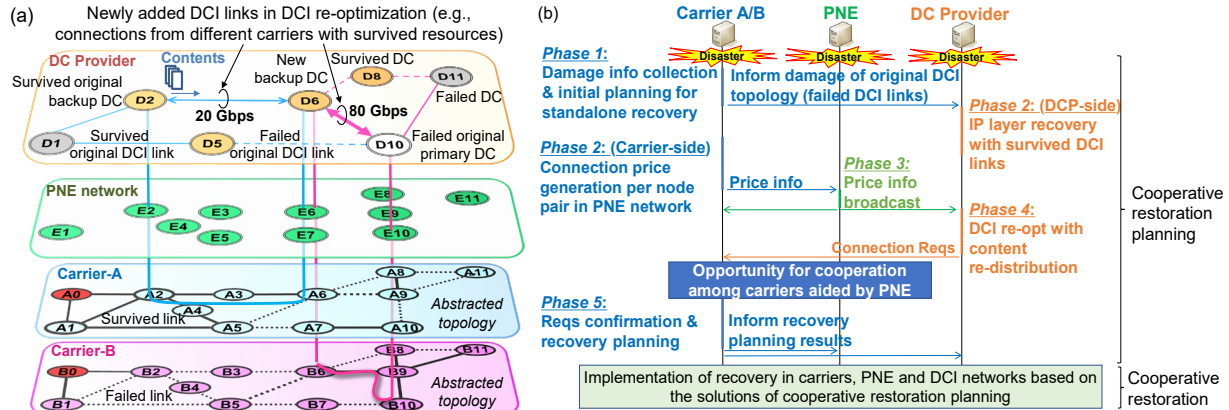 (a)
Newly added DCI links in DCI re-optimization (e.g.,
connections from different carriers with survived resources)
DC Provider
Contents
New
backup DC
Survived DC
D8
D11
Survived original
backup DC
D2
D6
Failed DC
20 Gbps
80 Gbps
D1
Survived
original DCI link
D5
Failed
original DCI link
D10
Failed original
primary DC
PNE network
E1
E2
E3
E4
E5
E6
E7
E8
E9
E10
E11
Carrier-A
A0
A1
A2
A3
A4
A5
A6
A7
A8
A9
A10
A11
Survived link
Abstracted
topology
Carrier-B
B0
B1
B2
B3
B4
B5
B6
B7
B8
B9
B10
B11
Failed link
Abstracted
topology
(b)
Carrier A/B
PNE
DC Provider
Disaster
Disaster
Disaster
Phase 1:
Damage info collection
& initial planning for
standalone recovery
Inform damage of original DCI
topology (failed DCI links)
Phase 2: (DCP-side)
IP layer recovery
with survived DCI
links
Phase 2: (Carrier-side)
Connection price
generation per node
pair in PNE network
Price info
Phase 3:
Price info
broadcast
Phase 4:
DCI re-opt with
content
re-distribution
Connection Reqs
Opportunity for cooperation
among carriers aided by PNE
Phase 5:
Reqs confirmation &
recovery planning
Inform recovery
planning results
Cooperative
restoration
planning
Implementation of recovery in carriers, PNE and DCI networks based on
the solutions of cooperative restoration planning
Cooperative
restoration